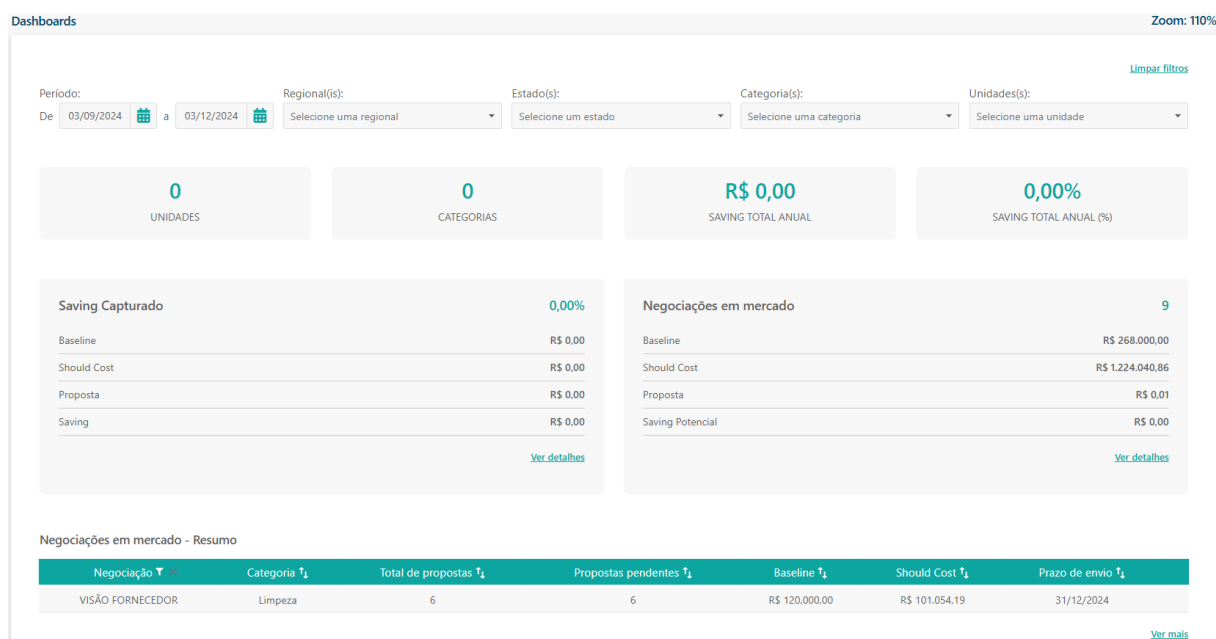 Dashboards Zoom: 110%
Limpar filtros
Período: Regional(is): Estado(s): Categoria(s): Unidades(s):
De 03/09/2024 a 03/12/2024 Selecione uma regional Selecione um estado Selecione uma categoria Selecione uma unidade
0 0 R$ 0,00 0,00%
UNIDADES CATEGORIAS SAVING TOTAL ANUAL SAVING TOTAL ANUAL (%)
Saving Capturado 0,00%
Baseline R$ 0,00
Should Cost R$ 0,00
Proposta R$ 0,00
Saving R$ 0,00
Ver detalhes
Negociações em mercado 9
Baseline R$ 268.000,00
Should Cost R$ 1.224.040,86
Proposta R$ 0,01
Saving Potencial R$ 0,00
Ver detalhes
Negociações em mercado - Resumo
Negociação Categoria Total de propostas Propostas pendentes Baseline Should Cost Prazo de envio
VISÃO FORNECEDOR Limpeza 6 6 R$ 120.000,00 R$ 101.054,19 31/12/2024
Ver mais